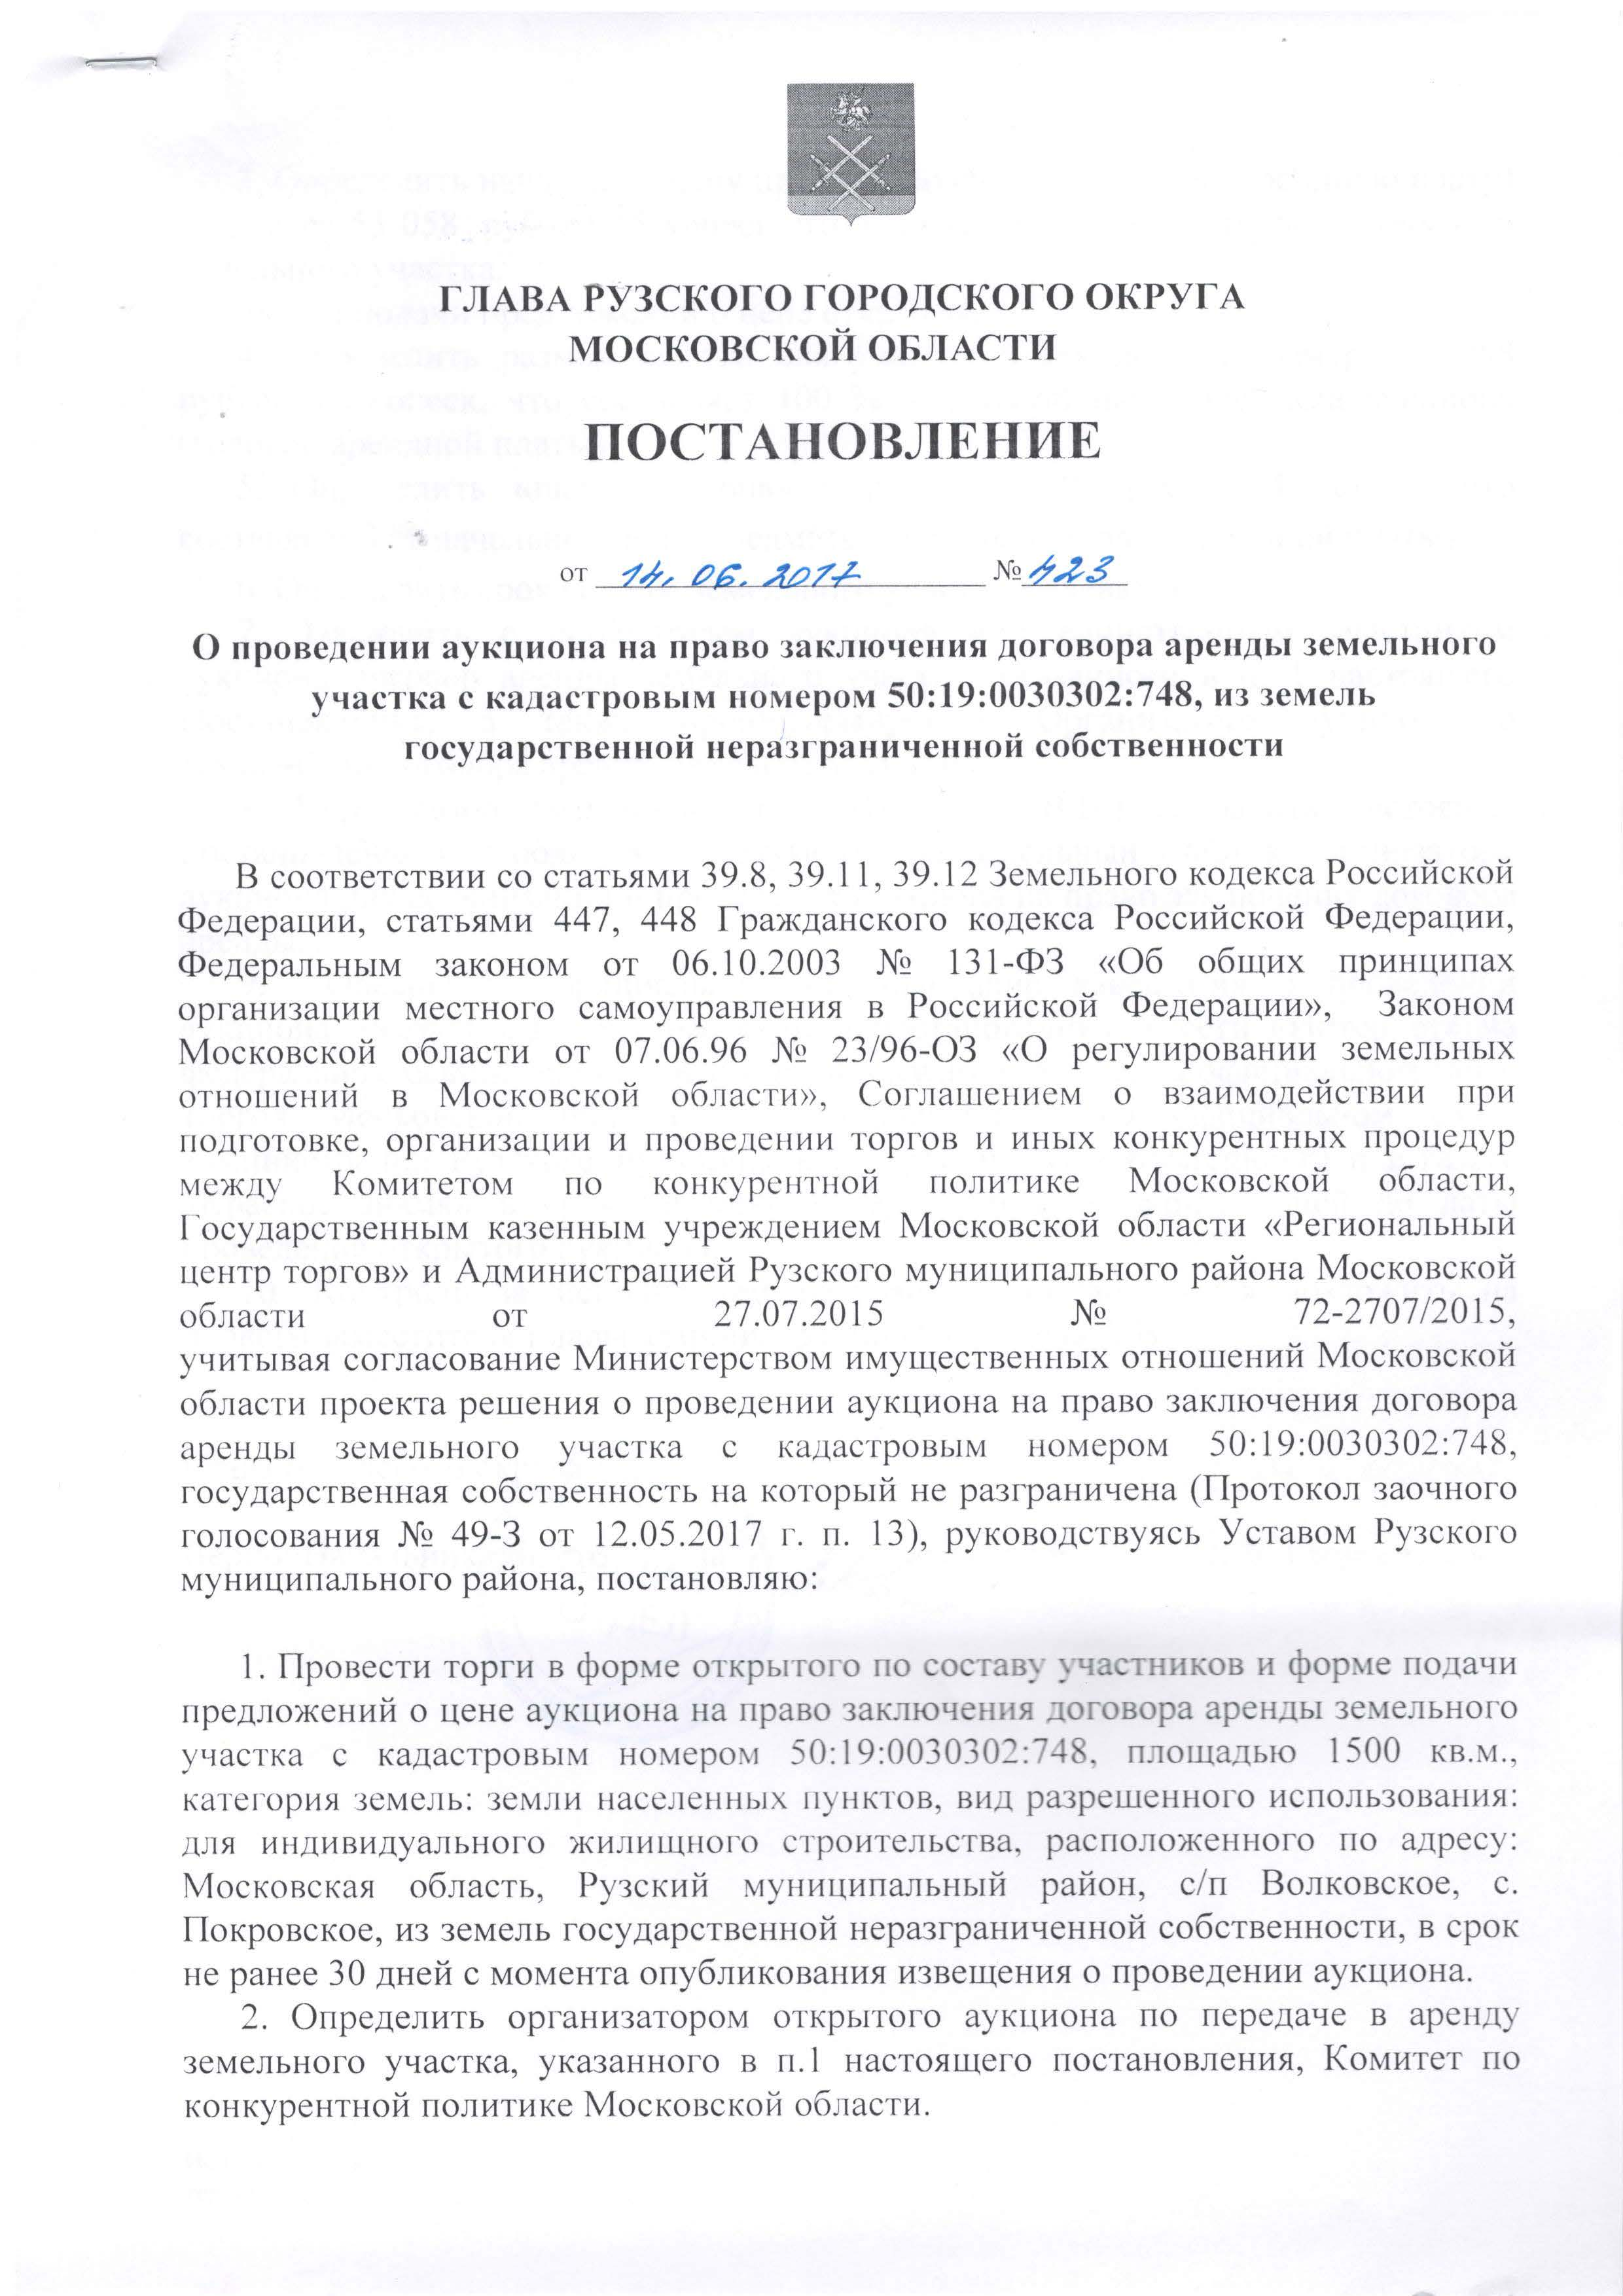 ГЛАВА РУЗСКОГО ГОРОДСКОГО ОКРУГА
МОСКОВСКОЙ ОБЛАСТИ
ПОСТАНОВЛЕНИЕ
от 14.06.2017 № 423
О проведении аукциона на право заключения договора аренды земельного
участка с кадастровым номером 50:19:0030302:748, из земель
государственной неразграниченной собственности
В соответствии со статьями 39.8, 39.11, 39.12 Земельного кодекса Российской
Федерации, статьями 447, 448 Гражданского кодекса Российской Федерации,
Федеральным законом от 06.10.2003 № 131-ФЗ «Об общих принципах
организации местного самоуправления в Российской Федерации», Законом
Московской области от 07.06.96 № 23/96-ОЗ «О регулировании земельных
отношений в Московской области», Соглашением о взаимодействии при
подготовке, организации и проведении торгов и иных конкурентных процедур
между Комитетом по конкурентной политике Московской области,
Государственным казенным учреждением Московской области «Региональный
центр торгов» и Администрацией Рузского муниципального района Московской
области от 27.07.2015 № 72-2707/2015,
учитывая согласование Министерством имущественных отношений Московской
области проекта решения о проведении аукциона на право заключения договора
аренды земельного участка с кадастровым номером 50:19:0030302:748,
государственная собственность на который не разграничена (Протокол заочного
голосования № 49-З от 12.05.2017 г. п. 13), руководствуясь Уставом Рузского
муниципального района, постановляю:
1. Провести торги в форме открытого по составу участников и форме подачи
предложений о цене аукциона на право заключения договора аренды земельного
участка с кадастровым номером 50:19:0030302:748, площадью 1500 кв.м.,
категория земель: земли населенных пунктов, вид разрешенного использования:
для индивидуального жилищного строительства, расположенного по адресу:
Московская область, Рузский муниципальный район, с/п Волковское, с.
Покровское, из земель государственной неразграниченной собственности, в срок
не ранее 30 дней с момента опубликования извещения о проведении аукциона.
2. Определить организатором открытого аукциона по передаче в аренду
земельного участка, указанного в п.1 настоящего постановления, Комитет по
конкурентной политике Московской области.